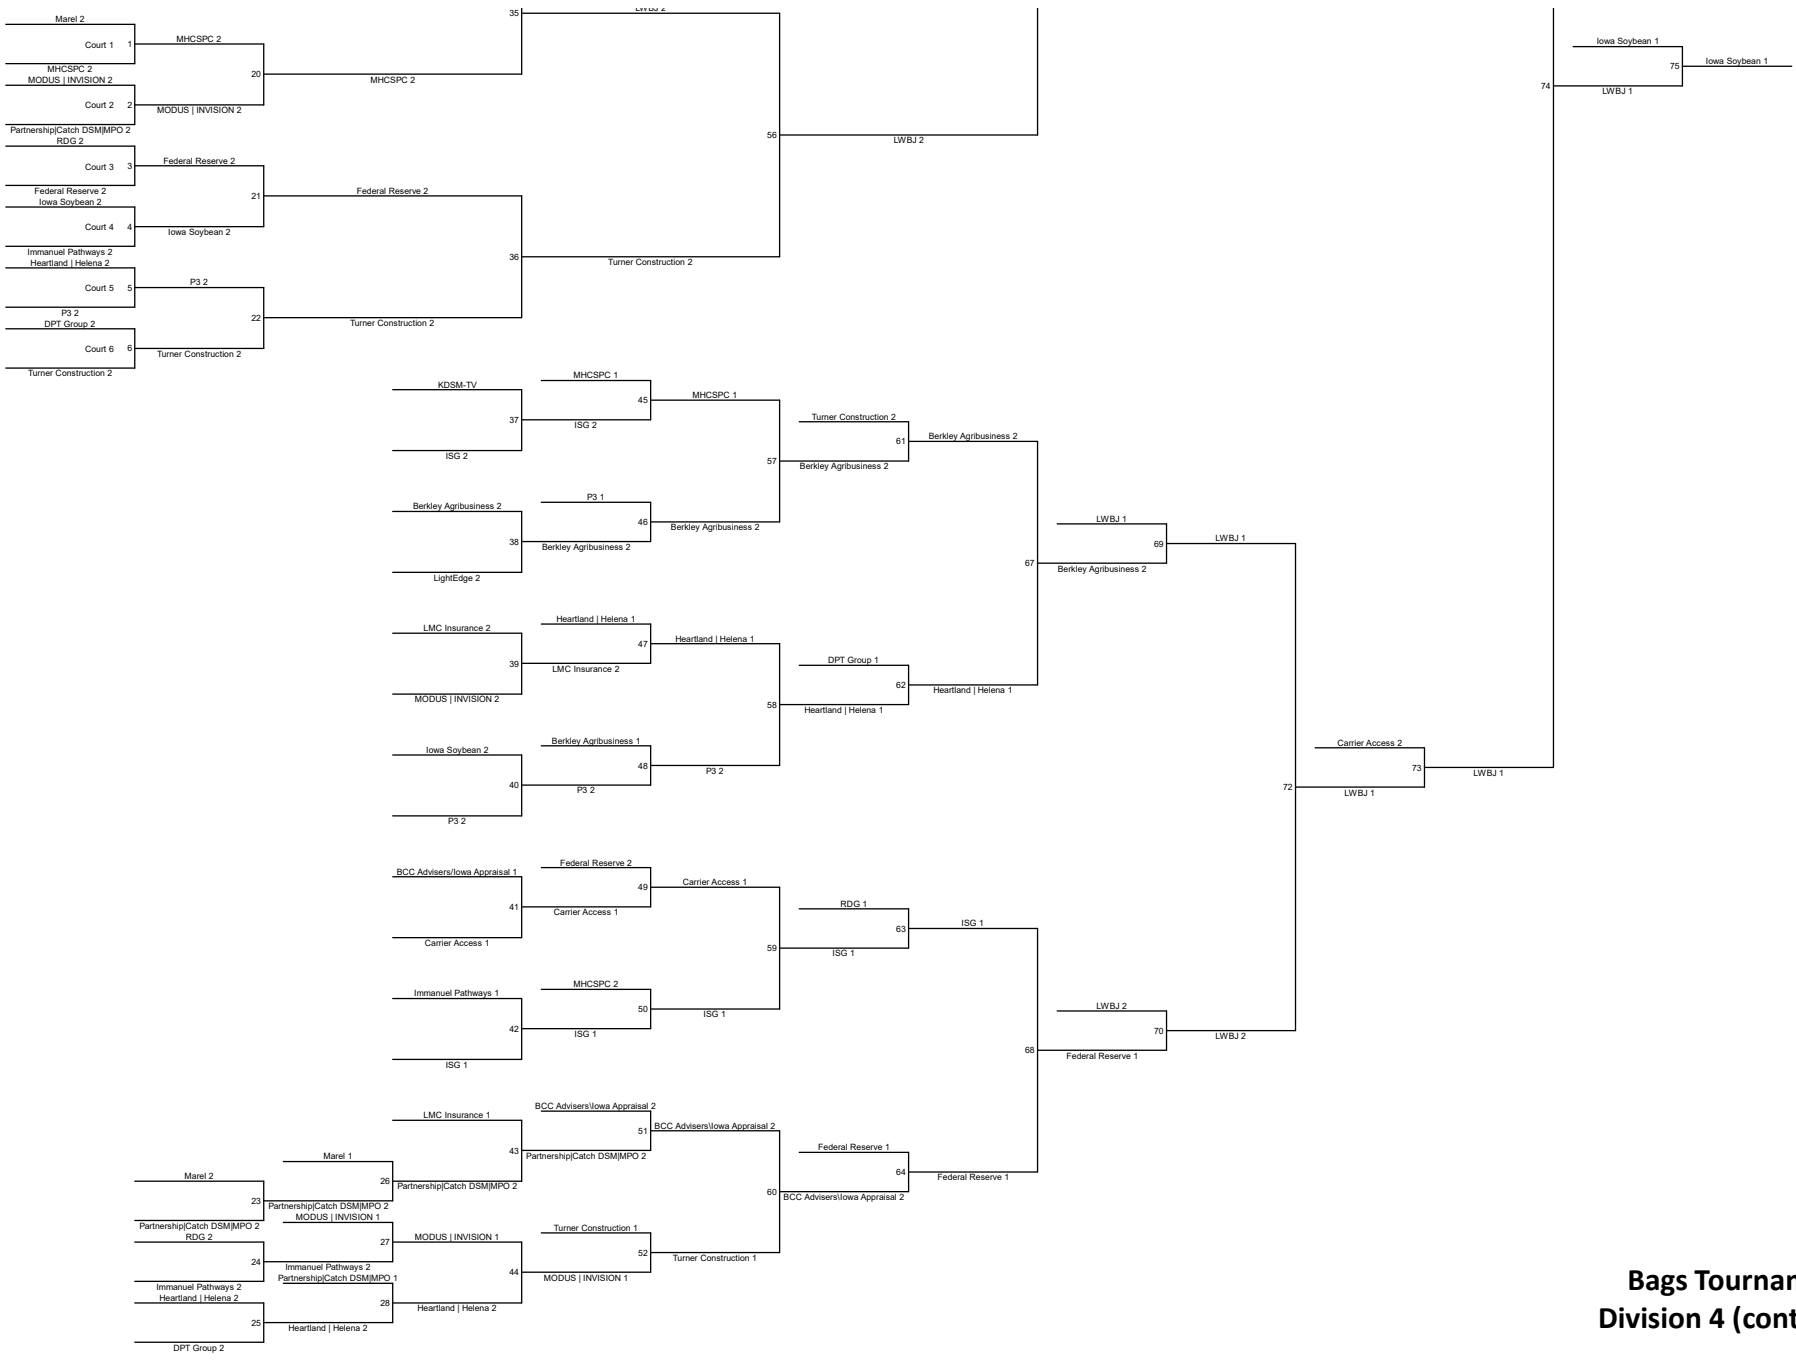 Marel 2
Court 1 1
MHCSPC 2
MHCSPC 2
MODUS | INVISION 2
Court 2 2
MODUS | INVISION 2
Partnership|Catch DSM|MPO 2
RDG 2
Court 3 3
Federal Reserve 2
Federal Reserve 2
Iowa Soybean 2
Court 4 4
Iowa Soybean 2
Immanuel Pathways 2
Heartland | Helena 2
Court 5 5
P3 2
P3 2
DPT Group 2
Court 6 6
Turner Construction 2
Turner Construction 2
20
MHCSPC 2
21
Federal Reserve 2
22
Turner Construction 2
35
LWBJ 2
36
Turner Construction 2
56
LWBJ 2
74
Iowa Soybean 1
75
LWBJ 1
Iowa Soybean 1
KDSM-TV
37
ISG 2
MHCSPC 1
45
ISG 2
MHCSPC 1
Berkley Agribusiness 2
38
LightEdge 2
P3 1
46
Berkley Agribusiness 2
Berkley Agribusiness 2
57
Turner Construction 2
61
Berkley Agribusiness 2
Berkley Agribusiness 2
LMC Insurance 2
39
MODUS | INVISION 2
Heartland | Helena 1
47
LMC Insurance 2
Heartland | Helena 1
Iowa Soybean 2
40
P3 2
Berkley Agribusiness 1
48
P3 2
P3 2
58
DPT Group 1
62
Heartland | Helena 1
Heartland | Helena 1
67
LWBJ 1
69
Berkley Agribusiness 2
LWBJ 1
BCC Advisers/Iowa Appraisal 1
41
Carrier Access 1
Federal Reserve 2
49
Carrier Access 1
Carrier Access 1
Immanuel Pathways 1
42
ISG 1
MHCSPC 2
50
ISG 1
ISG 1
59
RDG 1
63
ISG 1
ISG 1
68
LWBJ 2
70
Federal Reserve 1
LWBJ 2
72
Carrier Access 2
73
LWBJ 1
LWBJ 1
LMC Insurance 1
43
BCC Advisers\Iowa Appraisal 2
51
Partnership|Catch DSM|MPO 2
BCC Advisers\Iowa Appraisal 2
Marel 1
26
Partnership|Catch DSM|MPO 2
Marel 2
23
Partnership|Catch DSM|MPO 2
Partnership|Catch DSM|MPO 2
MODUS | INVISION 1
27
MODUS | INVISION 1
RDG 2
24
Immanuel Pathways 2
Immanuel Pathways 2
Partnership|Catch DSM|MPO 1
28
Heartland | Helena 2
Heartland | Helena 2
25
Heartland | Helena 2
DPT Group 2
44
MODUS | INVISION 1
Turner Construction 1
52
Turner Construction 1
60
BCC Advisers\Iowa Appraisal 2
Federal Reserve 1
64
Federal Reserve 1
Bags Tournam
Division 4 (cont